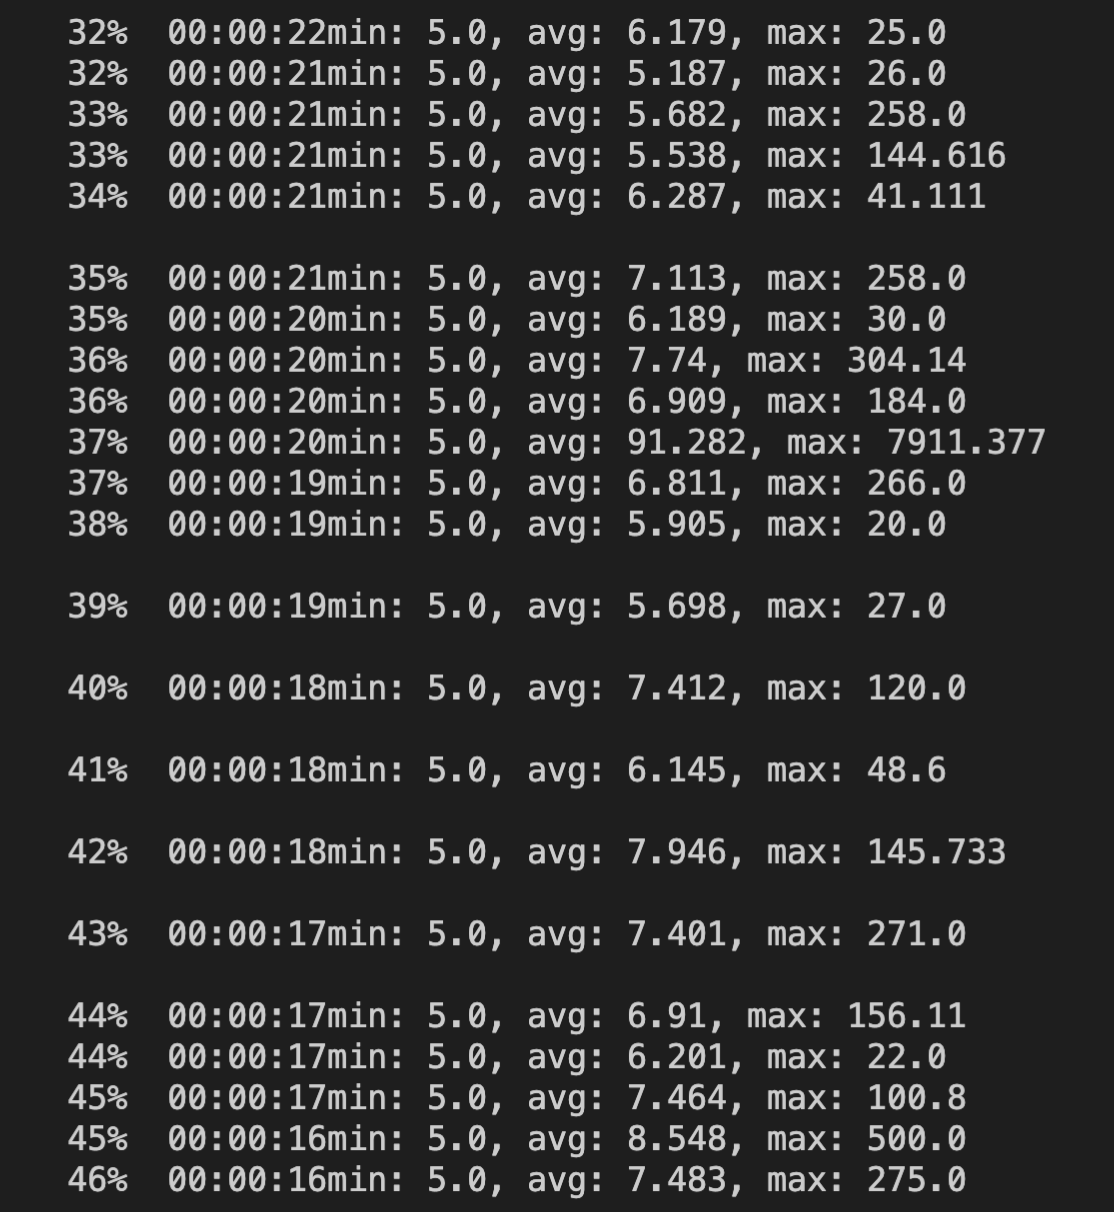 32%  00:00:22min: 5.0, avg: 6.179, max: 25.0
32%  00:00:21min: 5.0, avg: 5.187, max: 26.0
33%  00:00:21min: 5.0, avg: 5.682, max: 258.0
33%  00:00:21min: 5.0, avg: 5.538, max: 144.616
34%  00:00:21min: 5.0, avg: 6.287, max: 41.111
35%  00:00:21min: 5.0, avg: 7.113, max: 258.0
35%  00:00:20min: 5.0, avg: 6.189, max: 30.0
36%  00:00:20min: 5.0, avg: 7.74, max: 304.14
36%  00:00:20min: 5.0, avg: 6.909, max: 184.0
37%  00:00:20min: 5.0, avg: 91.282, max: 7911.377
37%  00:00:19min: 5.0, avg: 6.811, max: 266.0
38%  00:00:19min: 5.0, avg: 5.905, max: 20.0
39%  00:00:19min: 5.0, avg: 5.698, max: 27.0
40%  00:00:18min: 5.0, avg: 7.412, max: 120.0
41%  00:00:18min: 5.0, avg: 6.145, max: 48.6
42%  00:00:18min: 5.0, avg: 7.946, max: 145.733
43%  00:00:17min: 5.0, avg: 7.401, max: 271.0
44%  00:00:17min: 5.0, avg: 6.91, max: 156.11
44%  00:00:17min: 5.0, avg: 6.201, max: 22.0
45%  00:00:17min: 5.0, avg: 7.464, max: 100.8
45%  00:00:16min: 5.0, avg: 8.548, max: 500.0
46%  00:00:16min: 5.0, avg: 7.483, max: 275.0